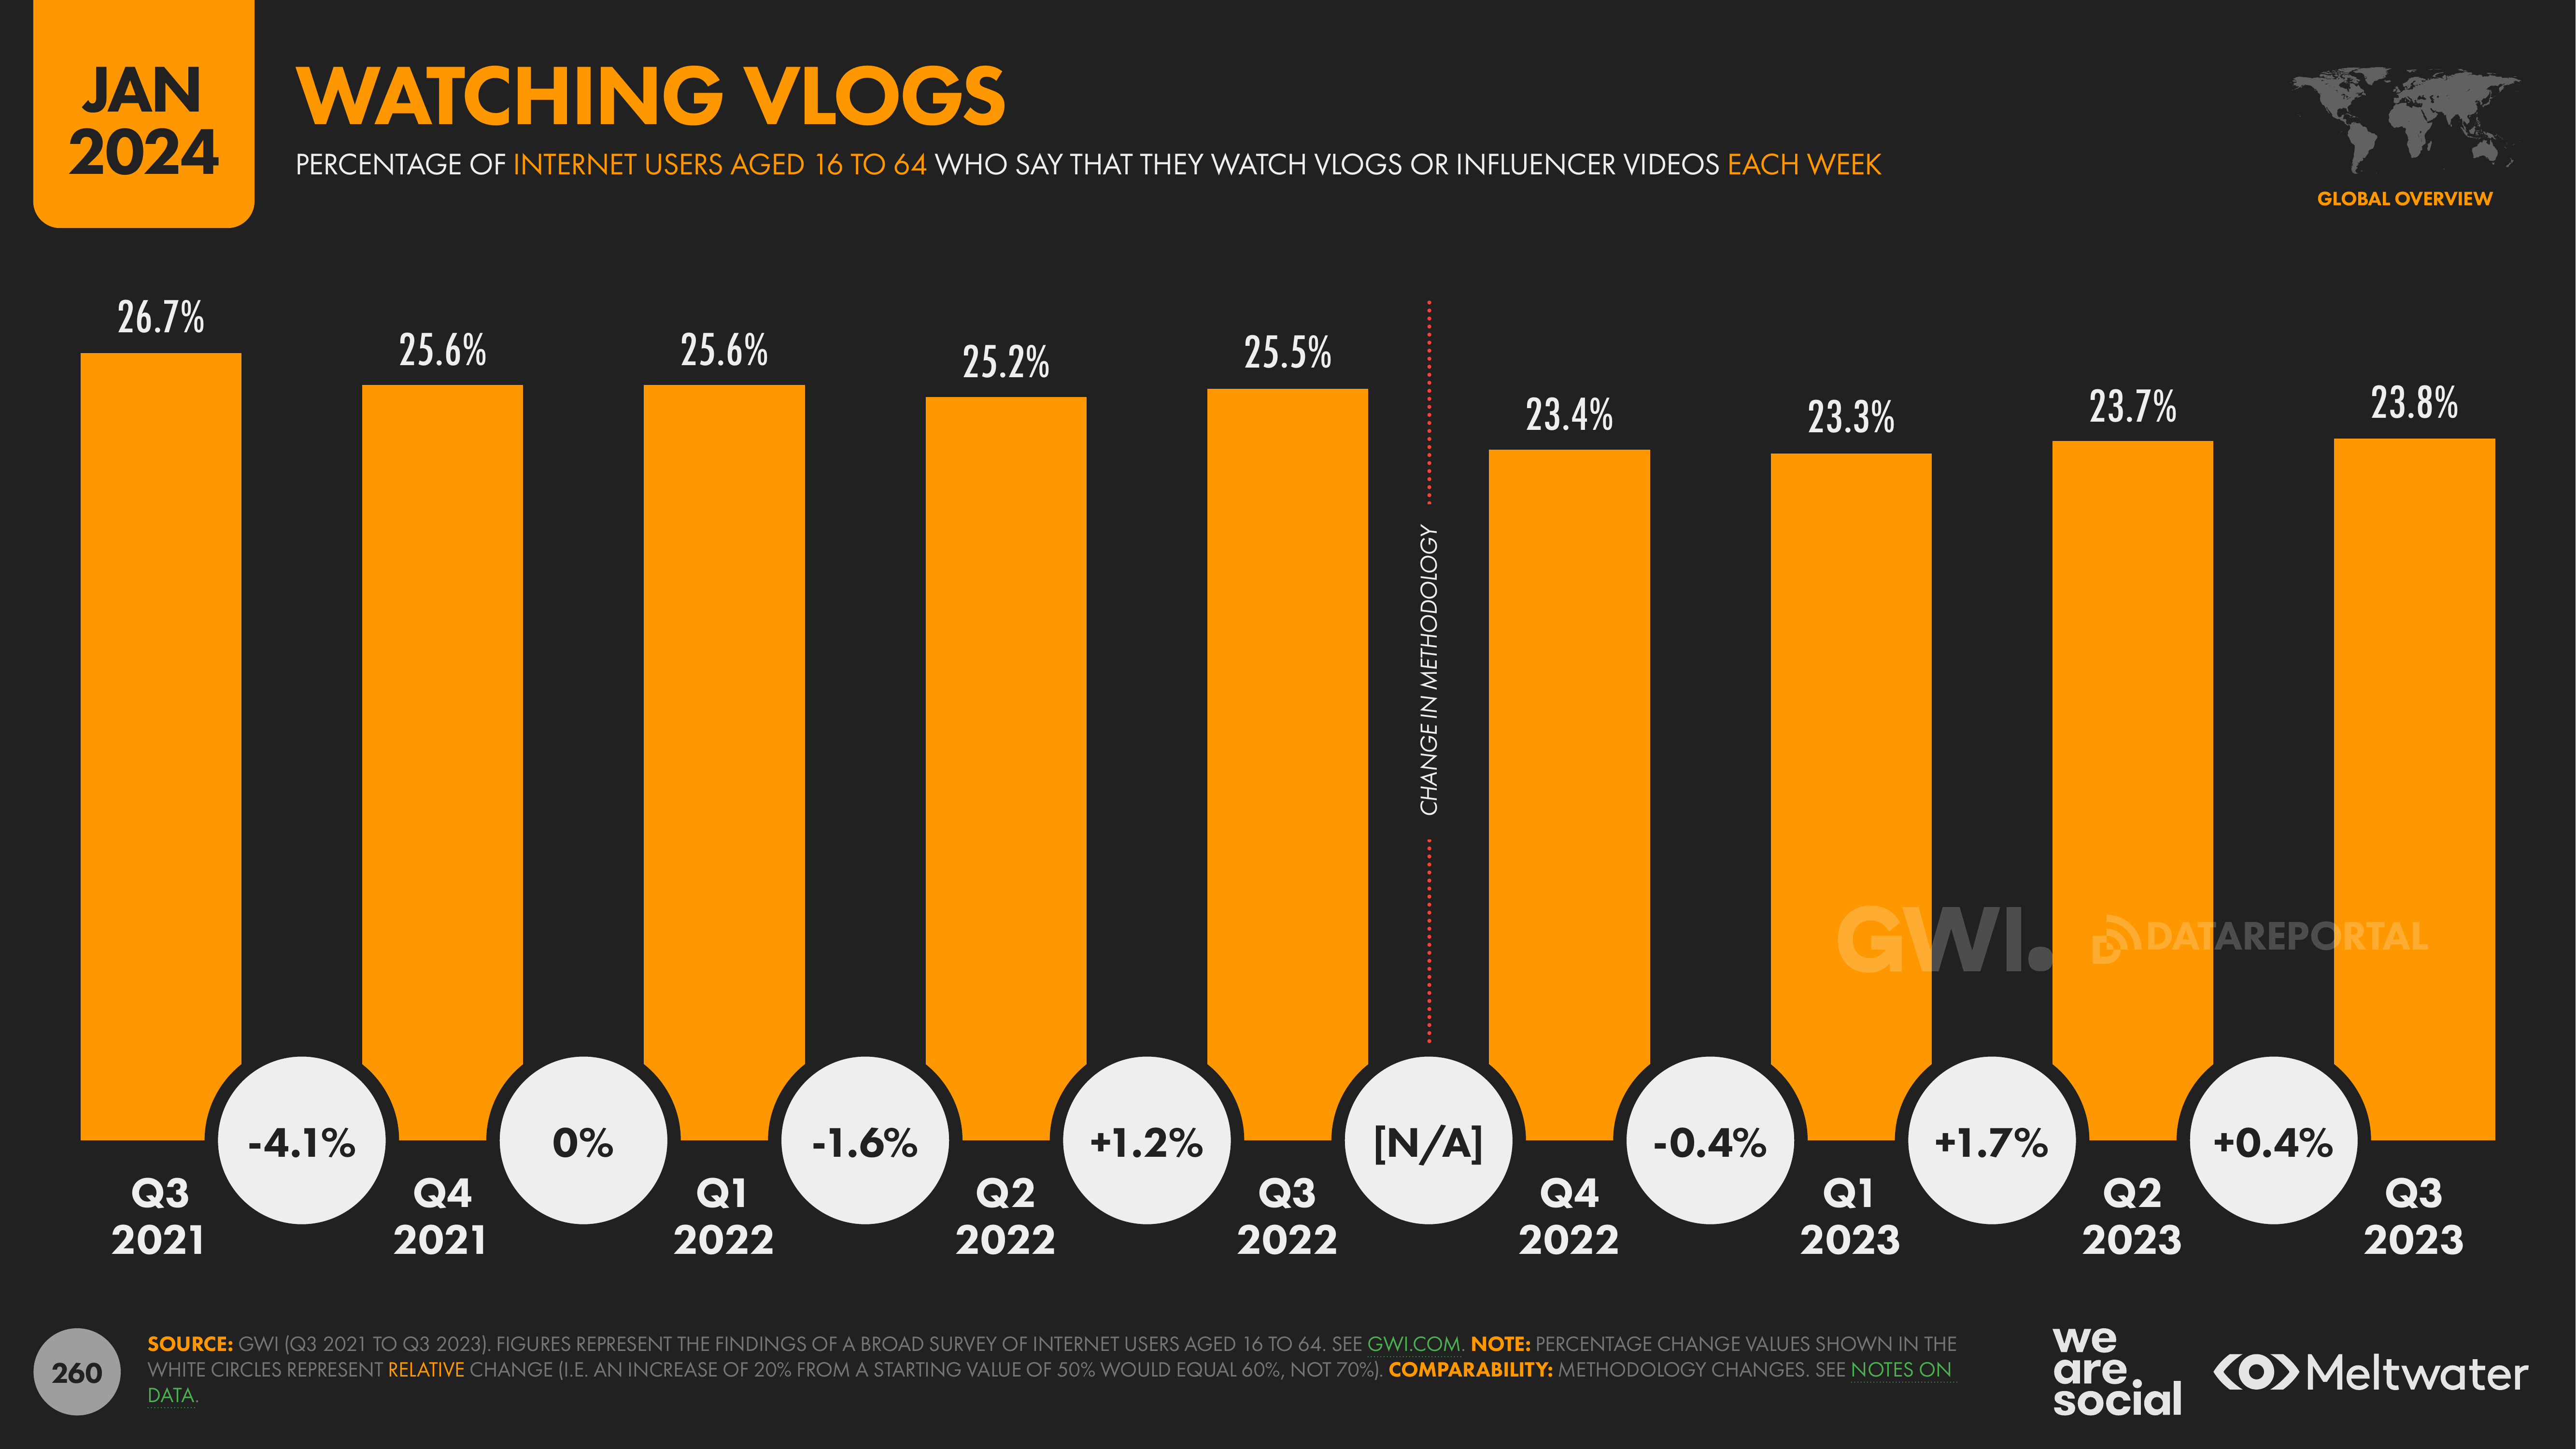 JAN
2024
WATCHING VLOGS
PERCENTAGE OF INTERNET USERS AGED 16 TO 64 WHO SAY THAT THEY WATCH VLOGS OR INFLUENCER VIDEOS EACH WEEK
GLOBAL OVERVIEW
26.7%
25.6%
25.6%
25.2%
25.5%
23.4%
23.3%
23.7%
23.8%
CHANGE IN METHODOLOGY
GWI.
DATAREPORTAL
-4.1%
0%
-1.6%
+1.2%
[N/A]
-0.4%
+1.7%
+0.4%
Q3
2021
Q4
2021
Q1
2022
Q2
2022
Q3
2022
Q4
2022
Q1
2023
Q2
2023
Q3
2023
260
SOURCE: GWI (Q3 2021 TO Q3 2023). FIGURES REPRESENT THE FINDINGS OF A BROAD SURVEY OF INTERNET USERS AGED 16 TO 64. SEE GWI.COM. NOTE: PERCENTAGE CHANGE VALUES SHOWN IN THE
WHITE CIRCLES REPRESENT RELATIVE CHANGE (I.E. AN INCREASE OF 20% FROM A STARTING VALUE OF 50% WOULD EQUAL 60%, NOT 70%). COMPARABILITY: METHODOLOGY CHANGES. SEE NOTES ON
DATA.
we
are.
social
Meltwater